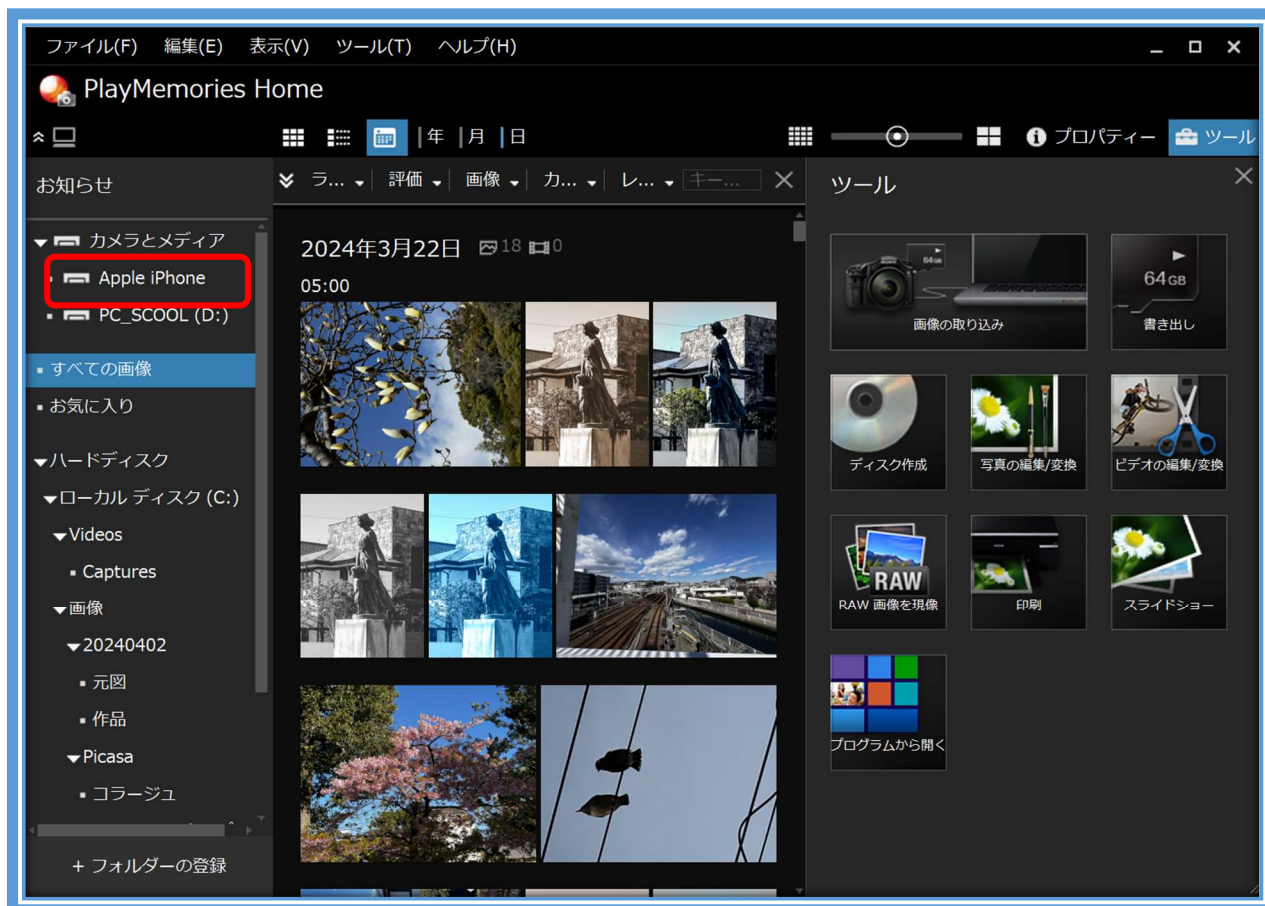 ファイル(F) 編集(E) 表示(V) ツール(T) ヘルプ(H)
PlayMemories Home
年 月 日
プロパティー ツール
お知らせ
ラ... 評価 画像 カ... レ... キー...
ツール
カメラとメディア
Apple iPhone
PC_SCOOL (D:)
すべての画像
お気に入り
ハードディスク
ローカル ディスク (C:)
Videos
Captures
画像
20240402
元図
作品
Picasa
コラージュ
+ フォルダーの登録
2024年3月22日 18 0
05:00
64GB
画像の取り込み
64GB
書き出し
ディスク作成
写真の編集/変換
ビデオの編集/変換
RAW
RAW 画像を現像
印刷
スライドショー
プログラムから開く